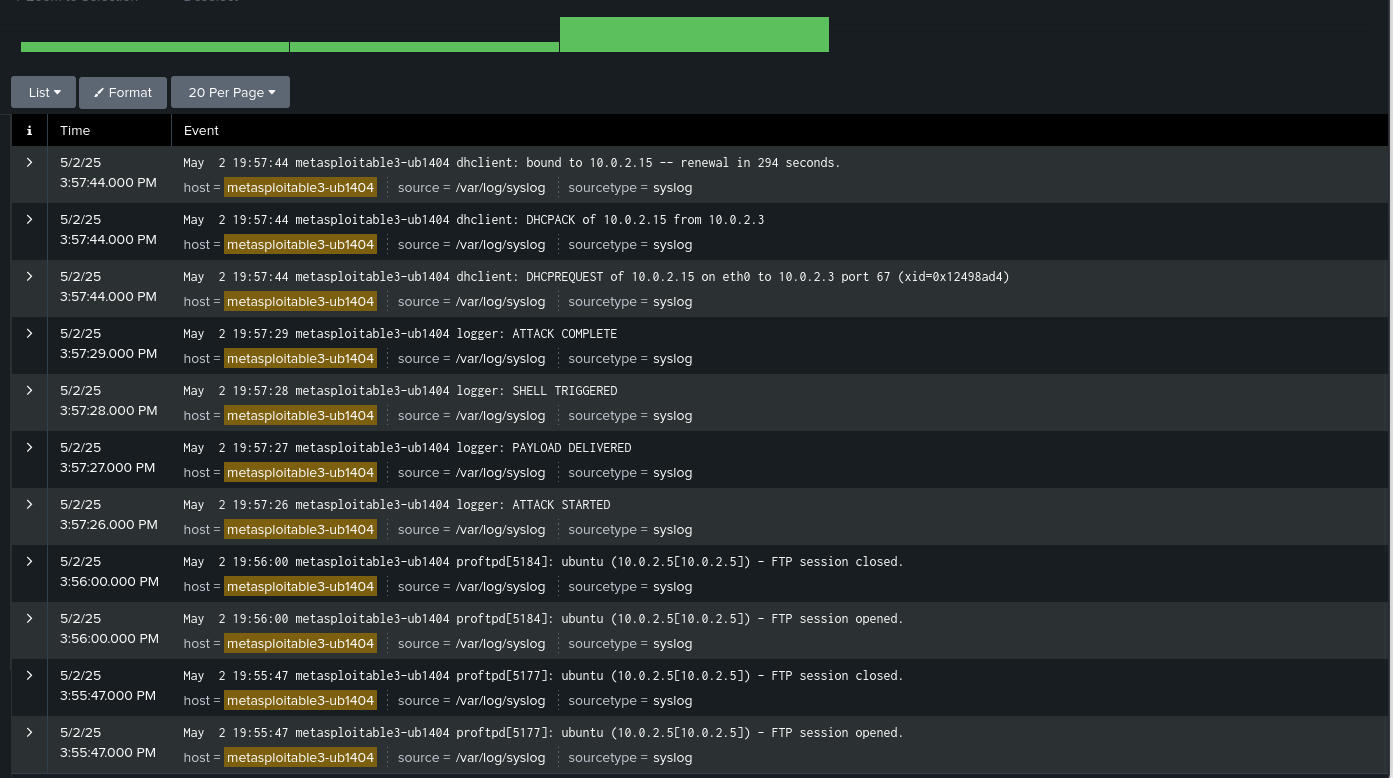 List
Format
20 Per Page
i Time Event
5/2/25
3:57:44.000 PM
May  2 19:57:44 metasploitable3-ub1404 dhclient: bound to 10.0.2.15 -- renewal in 294 seconds.
host = metasploitable3-ub1404 source = /var/log/syslog sourcetype = syslog
5/2/25
3:57:44.000 PM
May  2 19:57:44 metasploitable3-ub1404 dhclient: DHCPACK of 10.0.2.15 from 10.0.2.3
host = metasploitable3-ub1404 source = /var/log/syslog sourcetype = syslog
5/2/25
3:57:44.000 PM
May  2 19:57:44 metasploitable3-ub1404 dhclient: DHCPREQUEST of 10.0.2.15 on eth0 to 10.0.2.3 port 67 (xid=0x12498ad4)
host = metasploitable3-ub1404 source = /var/log/syslog sourcetype = syslog
5/2/25
3:57:29.000 PM
May  2 19:57:29 metasploitable3-ub1404 logger: ATTACK COMPLETE
host = metasploitable3-ub1404 source = /var/log/syslog sourcetype = syslog
5/2/25
3:57:28.000 PM
May  2 19:57:28 metasploitable3-ub1404 logger: SHELL TRIGGERED
host = metasploitable3-ub1404 source = /var/log/syslog sourcetype = syslog
5/2/25
3:57:27.000 PM
May  2 19:57:27 metasploitable3-ub1404 logger: PAYLOAD DELIVERED
host = metasploitable3-ub1404 source = /var/log/syslog sourcetype = syslog
5/2/25
3:57:26.000 PM
May  2 19:57:26 metasploitable3-ub1404 logger: ATTACK STARTED
host = metasploitable3-ub1404 source = /var/log/syslog sourcetype = syslog
5/2/25
3:56:00.000 PM
May  2 19:56:00 metasploitable3-ub1404 proftpd[5184]: ubuntu (10.0.2.5[10.0.2.5]) - FTP session closed.
host = metasploitable3-ub1404 source = /var/log/syslog sourcetype = syslog
5/2/25
3:56:00.000 PM
May  2 19:56:00 metasploitable3-ub1404 proftpd[5184]: ubuntu (10.0.2.5[10.0.2.5]) - FTP session opened.
host = metasploitable3-ub1404 source = /var/log/syslog sourcetype = syslog
5/2/25
3:55:47.000 PM
May  2 19:55:47 metasploitable3-ub1404 proftpd[5177]: ubuntu (10.0.2.5[10.0.2.5]) - FTP session closed.
host = metasploitable3-ub1404 source = /var/log/syslog sourcetype = syslog
5/2/25
3:55:47.000 PM
May  2 19:55:47 metasploitable3-ub1404 proftpd[5177]: ubuntu (10.0.2.5[10.0.2.5]) - FTP session opened.
host = metasploitable3-ub1404 source = /var/log/syslog sourcetype = syslog